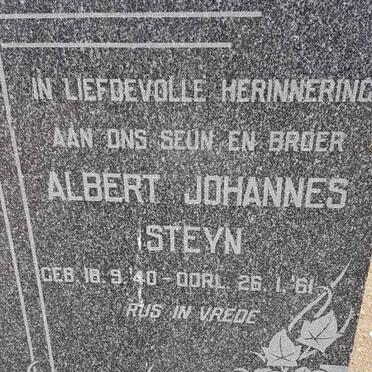 IN LIEFDEVOLLE HERINNERING
AAN ONS SEUN EN BROER
ALBERT JOHANNES
STEYN
GEB. 18. 9. '40 - OORL. 26. 1. '61
RUS IN VREDE